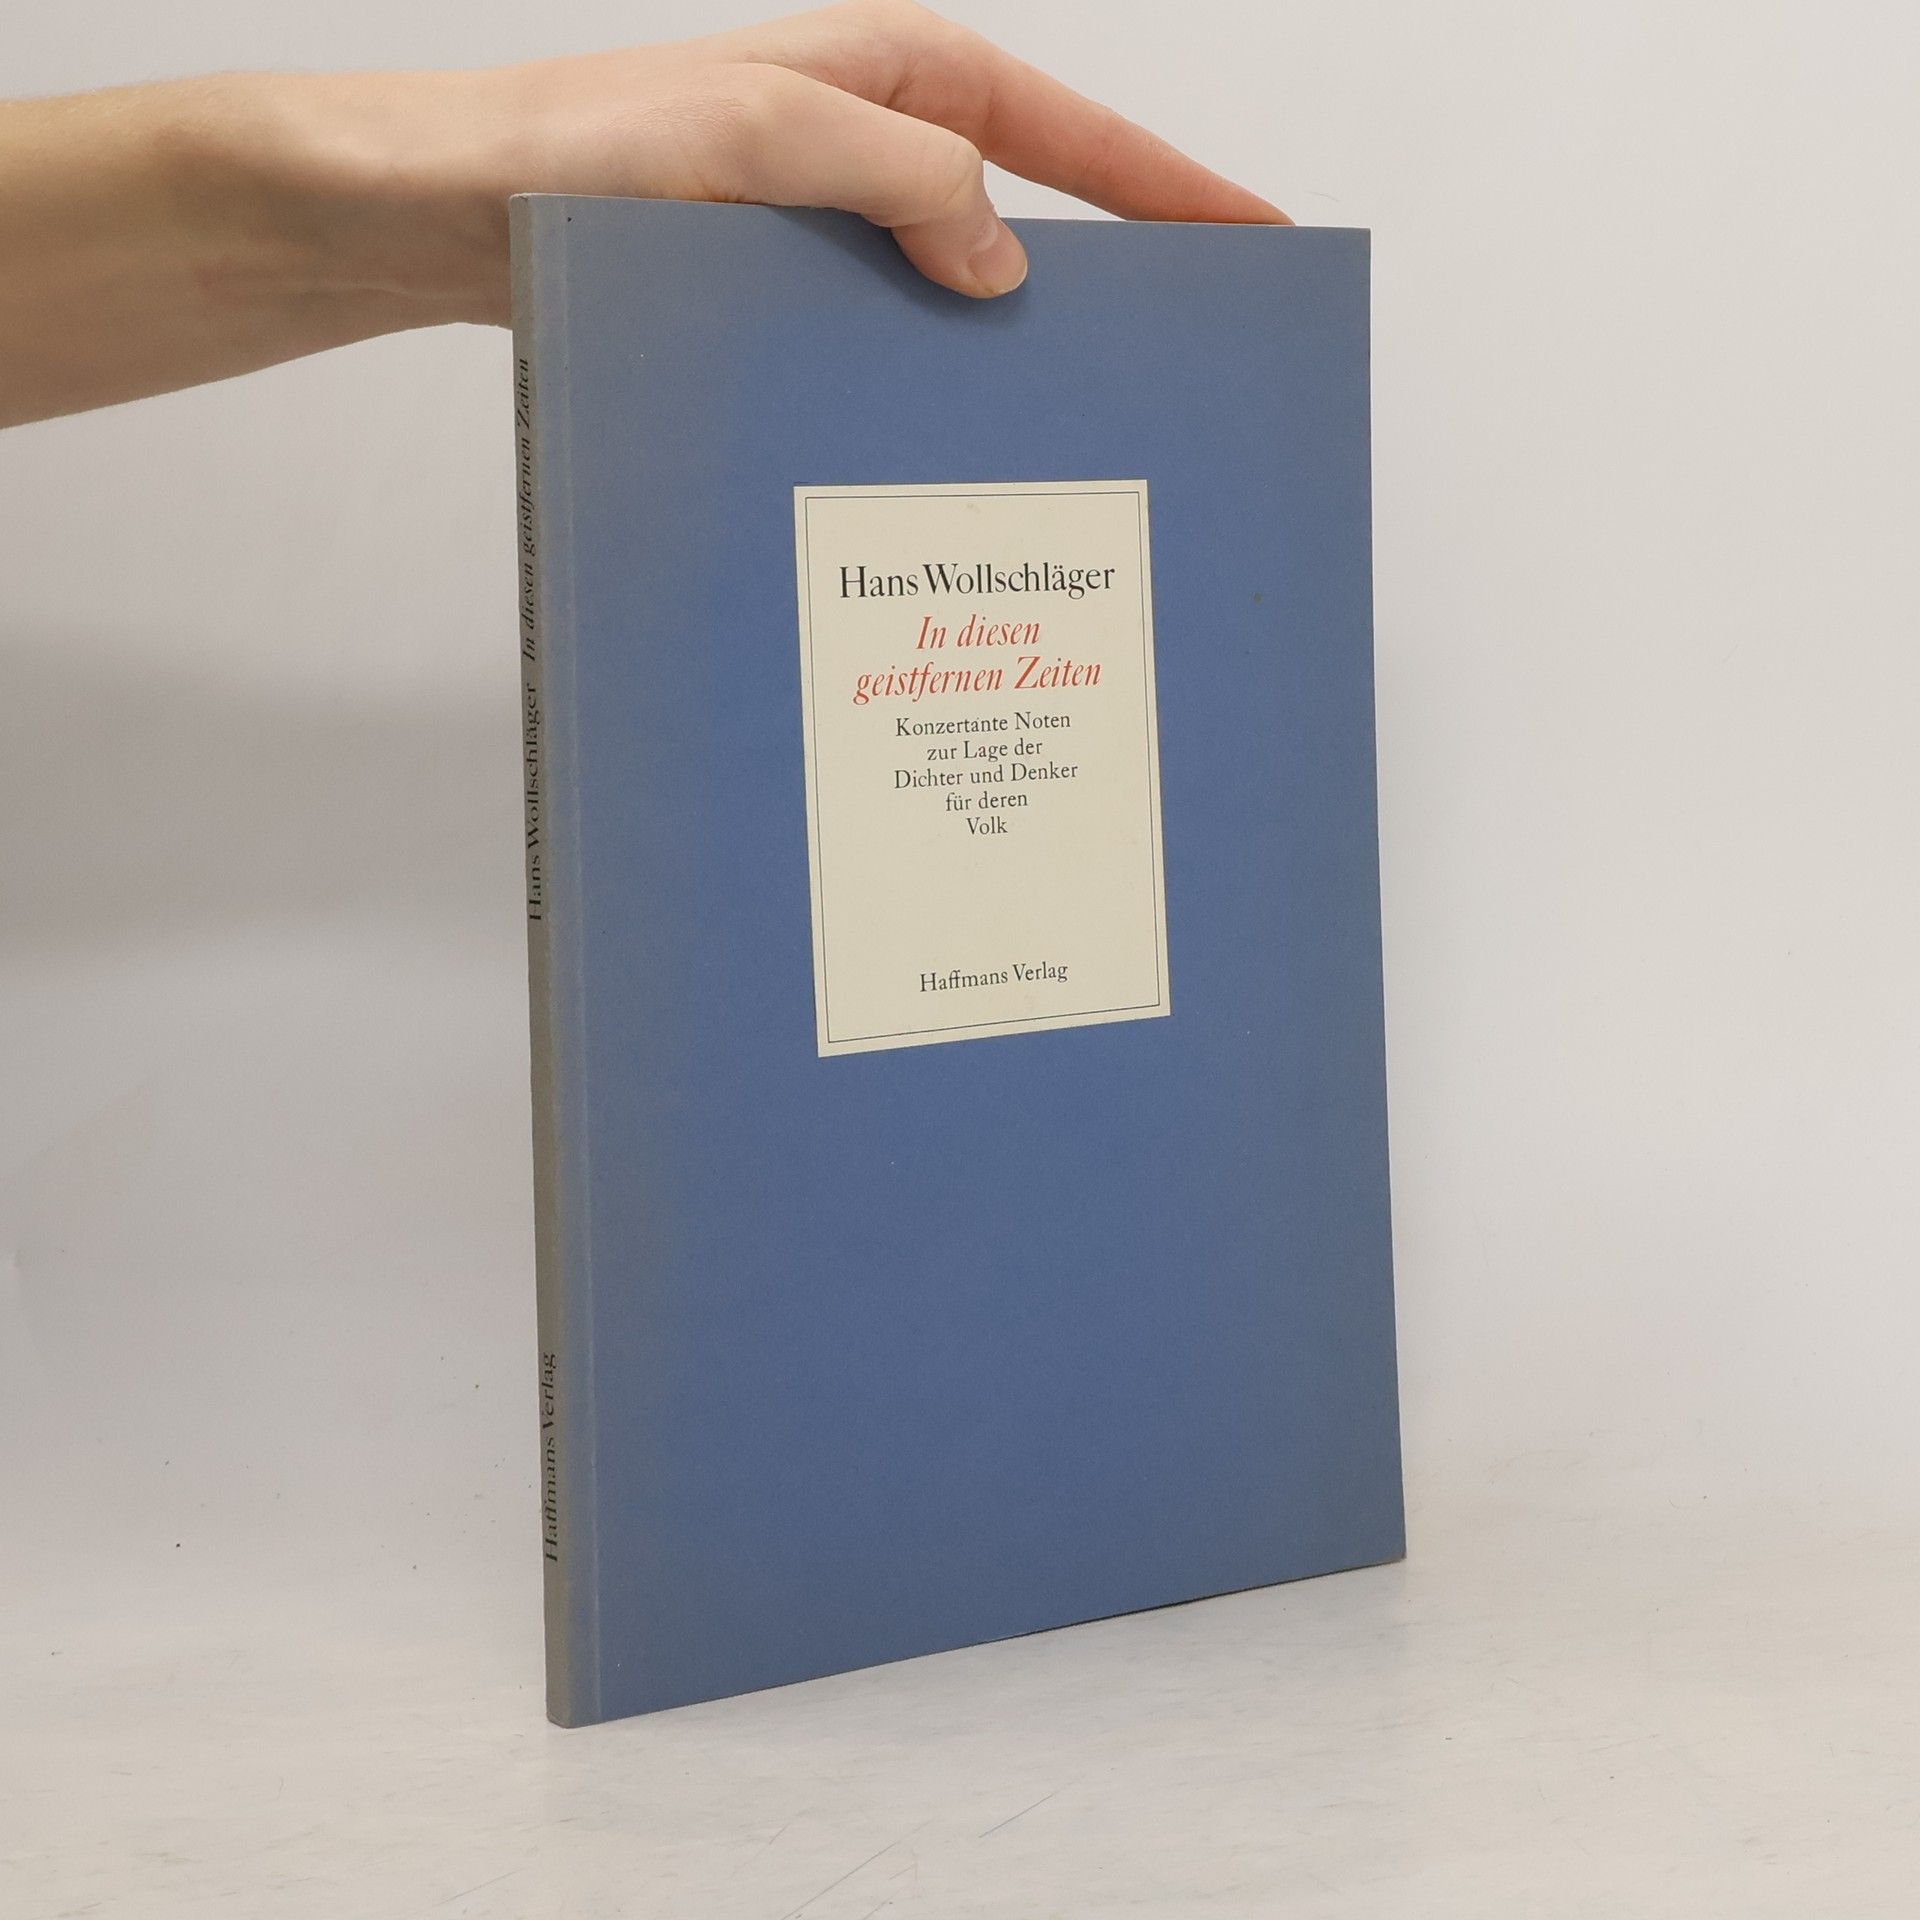 Hans Wollschläger
In diesen
geistfernen Zeiten
Konzertante Noten
zur Lage der
Dichter und Denker
für deren
Volk
Haffmans Verlag
Hans Wollschläger In diesen geistfernen Zeiten
Haffmans Verlag